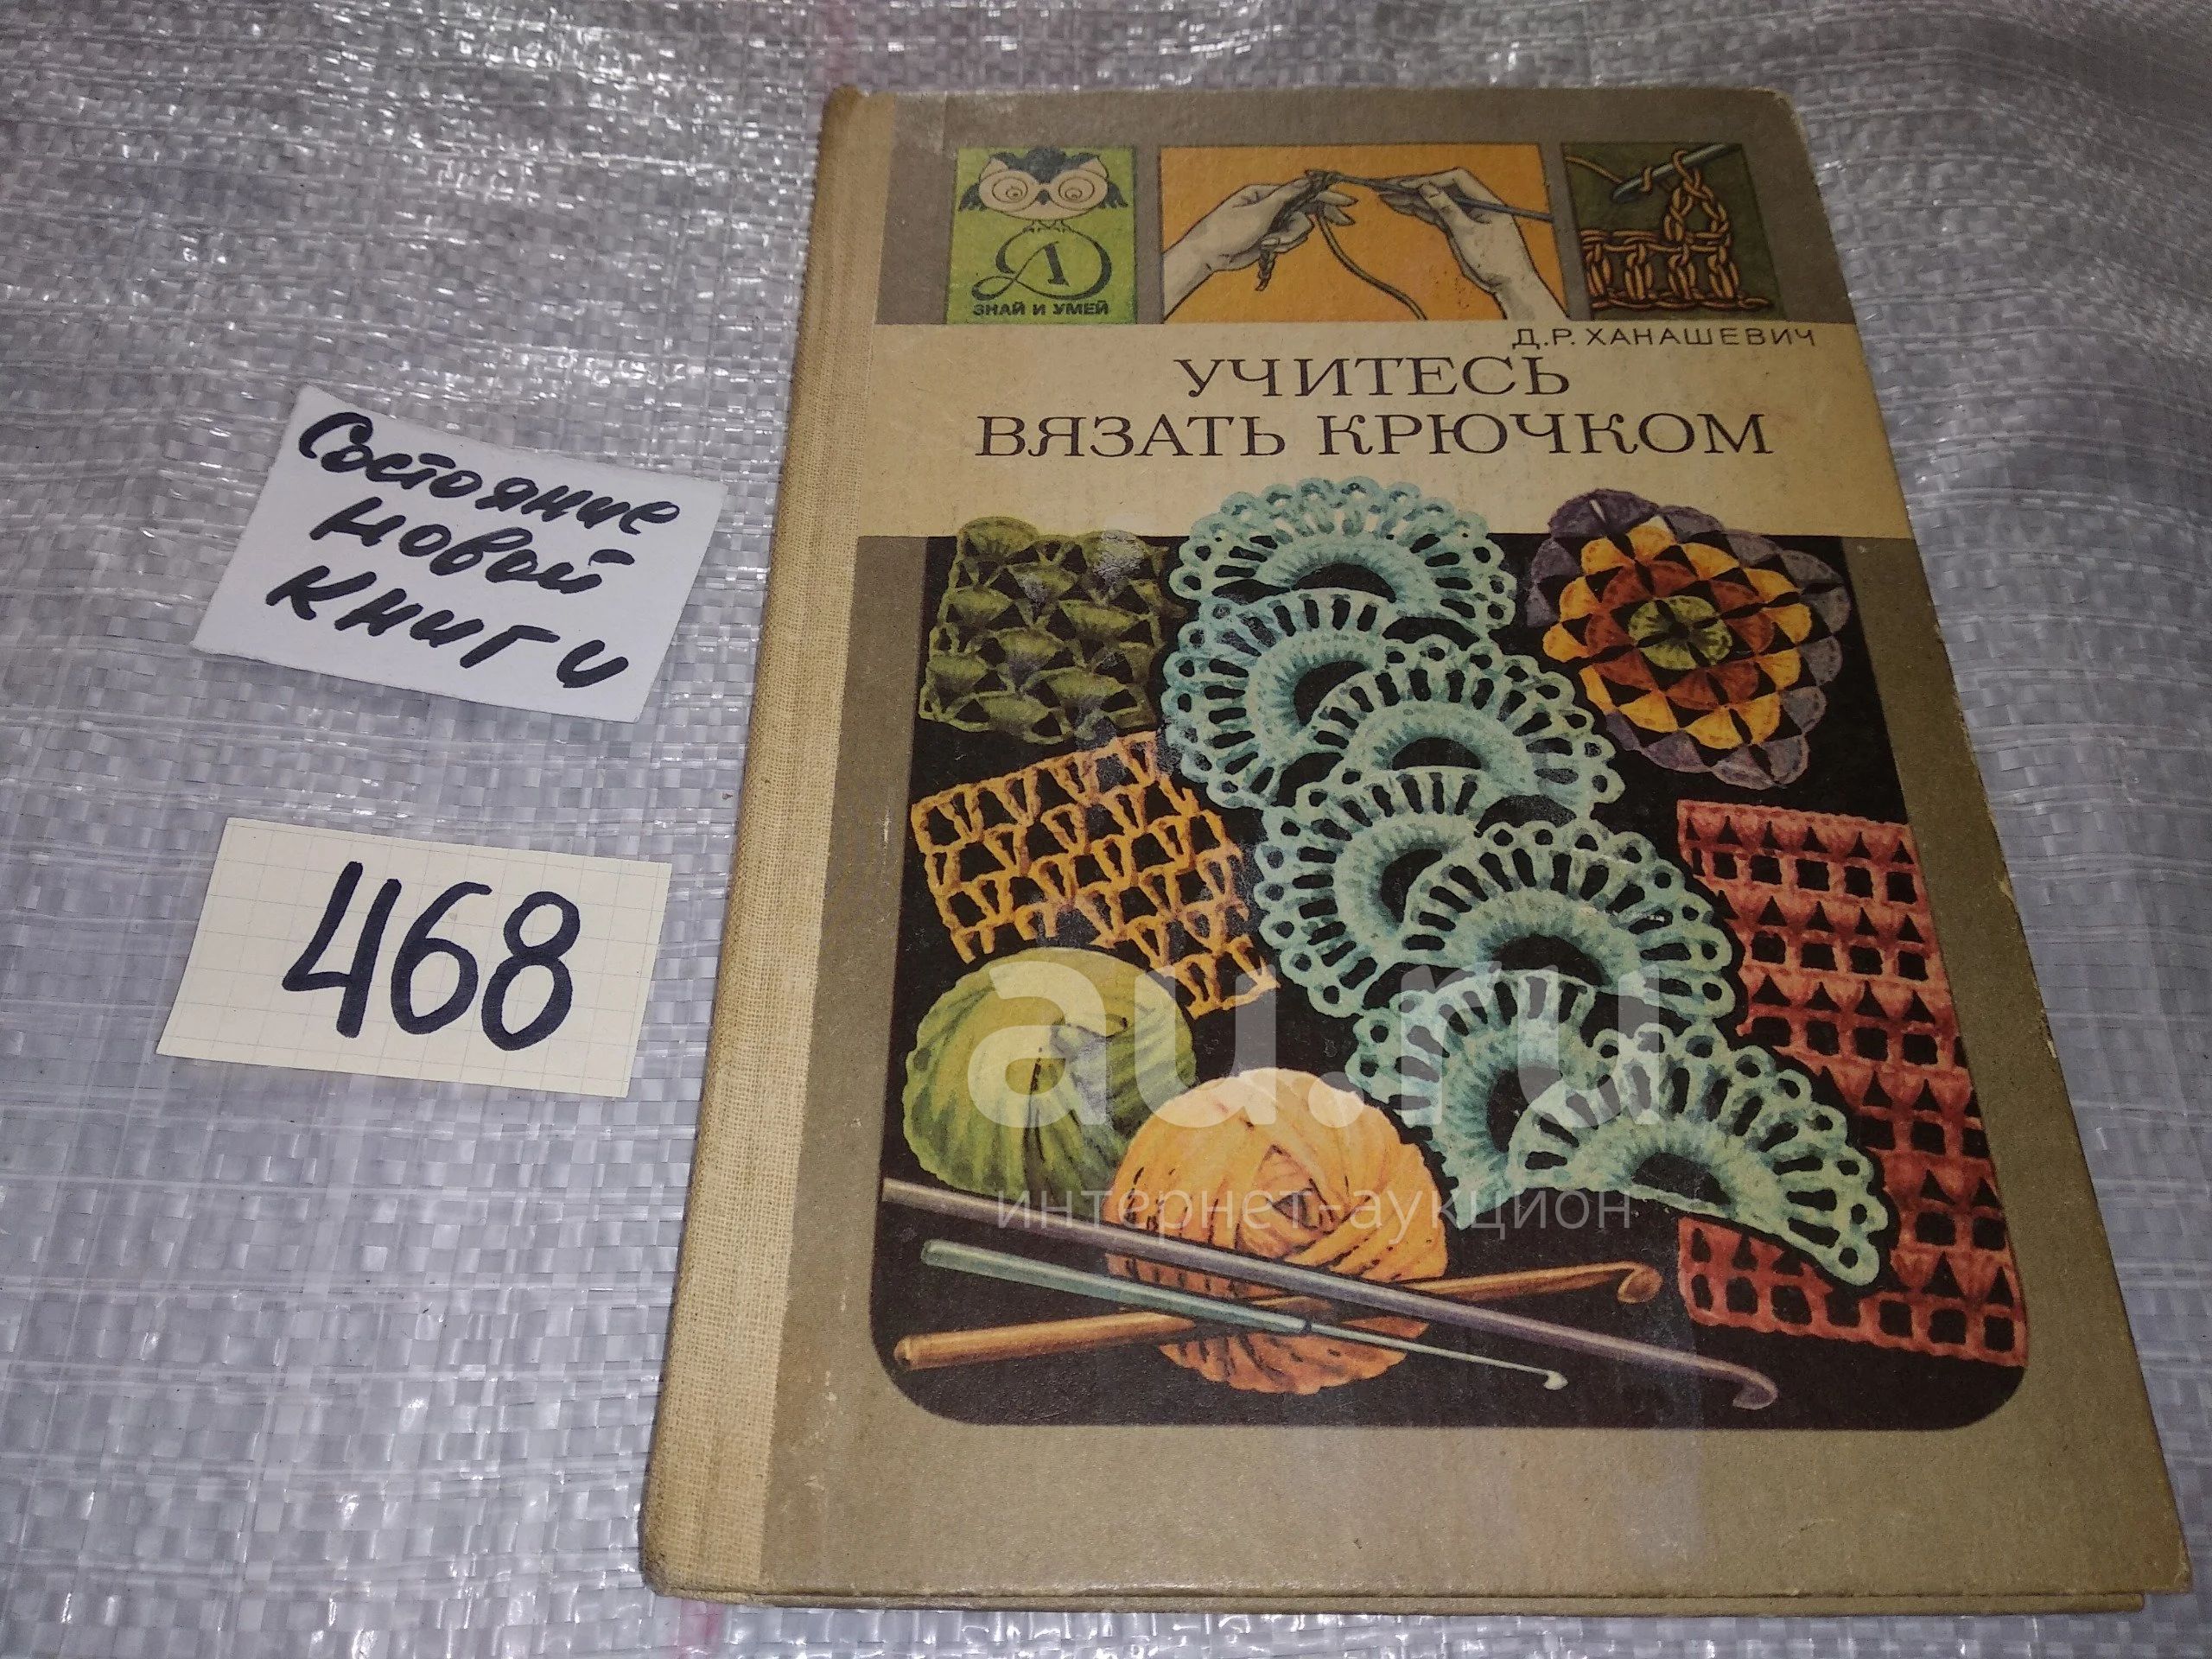 Состояние
новой
книги
468
Д
ЗНАЙ И УМЕЙ
Д.Р. ХАНАШЕВИЧ
УЧИТЕСЬ
ВЯЗАТЬ КРЮЧКОМ
au.ru
интернет-аукцион